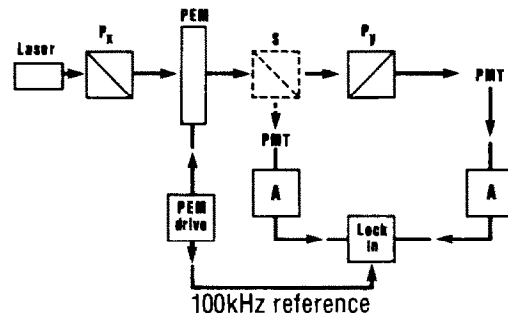 PEM
Px
S
Py
Laser
PMT
PMT
A
A
PEM
drive
Lock
in
100kHz reference